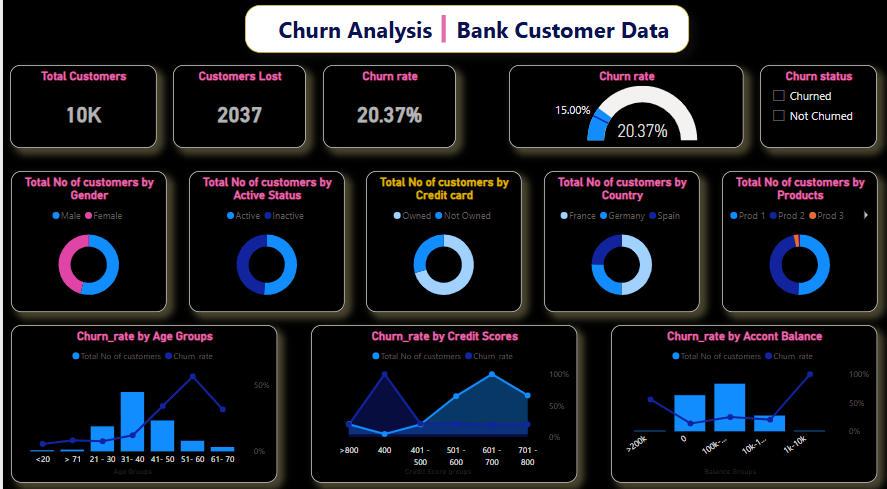 Churn Analysis | Bank Customer Data
Total Customers
10K
Customers Lost
2037
Churn rate
20.37%
Churn rate
15.00%
20.37%
Churn status
Churned
Not Churned
Total No of customers by
Gender
Male Female
Total No of customers by
Active Status
Active Inactive
Total No of customers by
Credit card
Owned Not Owned
Total No of customers by
Country
France Germany Spain
Total No of customers by
Products
Prod 1 Prod 2 Prod 3
Churn_rate by Age Groups
Total No of customers Churn_rate
50%
0%
<20 > 71 21 - 30 31- 40 41- 50 51- 60 61- 70
Age Groups
Churn_rate by Credit Scores
Total No of customers Churn_rate
100%
50%
0%
>800 400 401 - 500 501 - 600 601 - 700 701 - 800
Credit Score groups
Churn_rate by Accont Balance
Total No of customers Churn_rate
100%
50%
0%
>200k 0 100k-... 10k-1... 1k-10k
Balance Groups